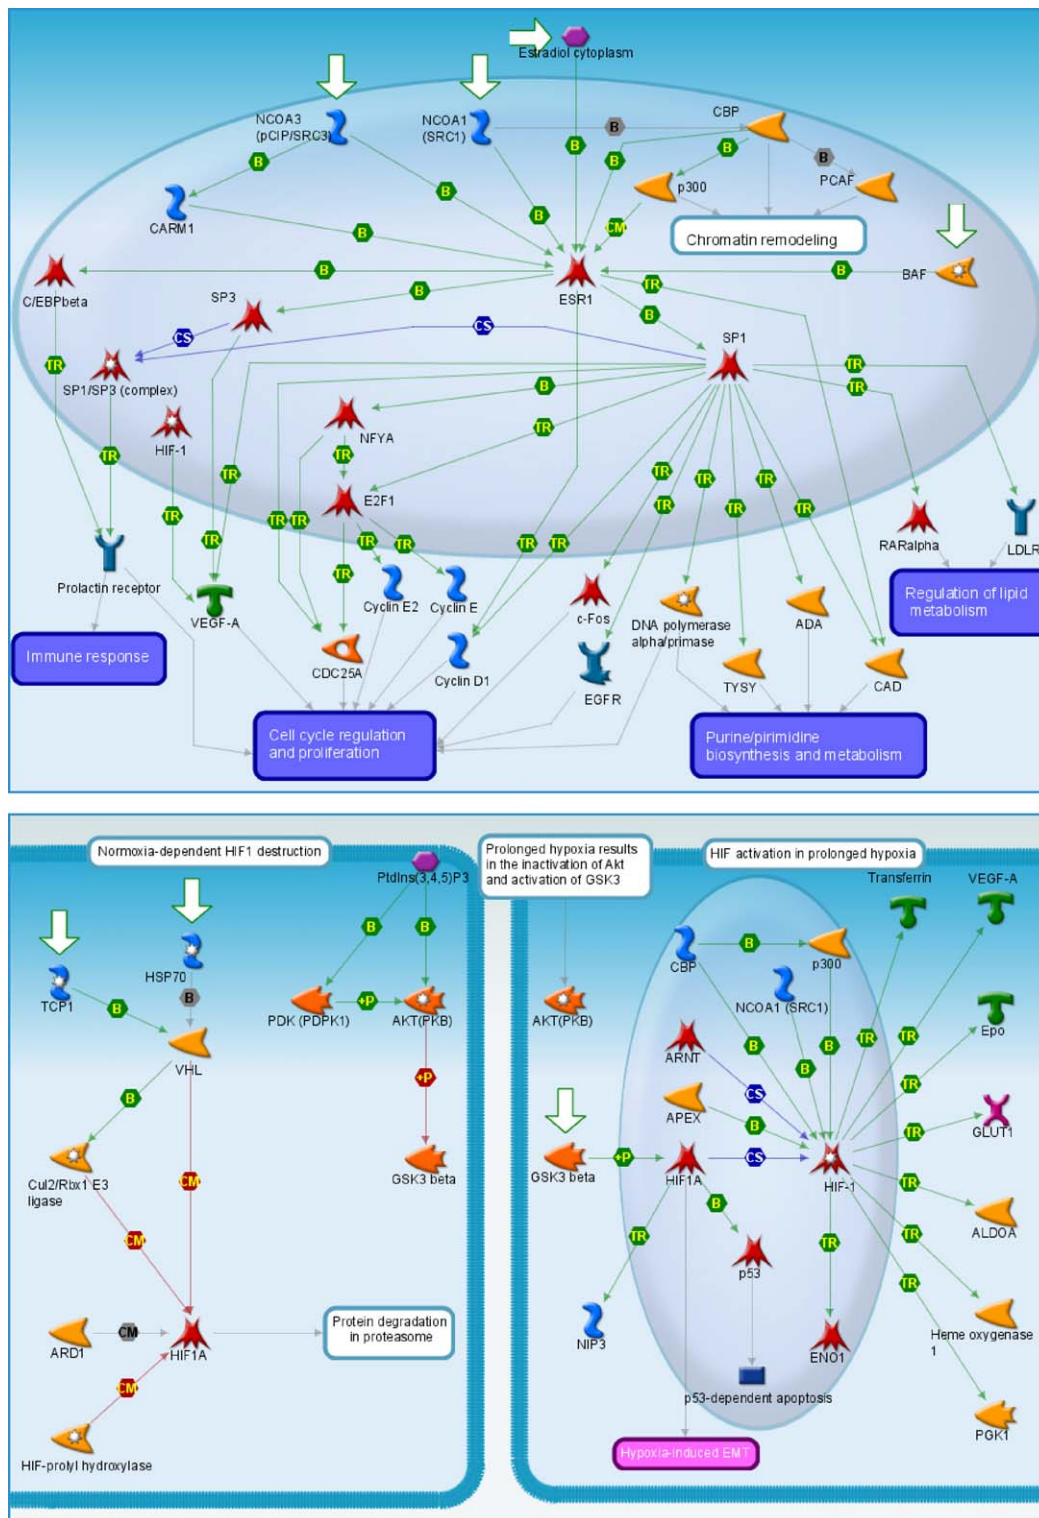 Estradiol cytoplasm
NCOA3
(pCIP/SRC3)
NCOA1
(SRC1)
CBP
B
B
B
B
B
B
p300
PCAF
B
B
CM
CARM1
B
Chromatin remodeling
C/EBPbeta
B
ESR1
TR
B
BAF
SP3
B
B
CS
CS
SP1
TR
SP1/SP3 (complex)
TR
TR
B
HIF-1
NFYA
TR
TR
TR
TR
TR
TR
TR
E2F1
TR
TR
TR
TR
TR
TR
TR
TR
TR
TR
TR
RARalpha
LDLR
Prolactin receptor
VEGF-A
Cyclin E2
Cyclin E
c-Fos
DNA polymerase
alpha/primase
ADA
Regulation of lipid
metabolism
Immune response
CDC25A
Cyclin D1
EGFR
TYSY
CAD
Cell cycle regulation
and proliferation
Purine/pirimidine
biosynthesis and metabolism
Normoxia-dependent HIF1 destruction
Prolonged hypoxia results
in the inactivation of Akt
and activation of GSK3
HIF activation in prolonged hypoxia
PtdIns(3,4,5)P3
Transferrin
VEGF-A
B
B
HSP70
TCP1
B
B
PDK (PDPK1)
+P
AKT(PKB)
AKT(PKB)
CBP
B
p300
NCOA1 (SRC1)
Epo
VHL
ARNT
B
B
B
TR
TR
TR
+P
CS
B
APEX
B
GLUT1
TR
Cul2/Rbx1 E3
ligase
CM
GSK3 beta
GSK3 beta
+P
HIF1A
CS
HIF-1
TR
B
ALDOA
CM
TR
TR
TR
p53
TR
ARD1
CM
HIF1A
Protein degradation
in proteasome
NIP3
ENO1
Heme oxygenase
1
CM
p53-dependent apoptosis
HIF-prolyl hydroxylase
Hypoxia-induced EMT
PGK1